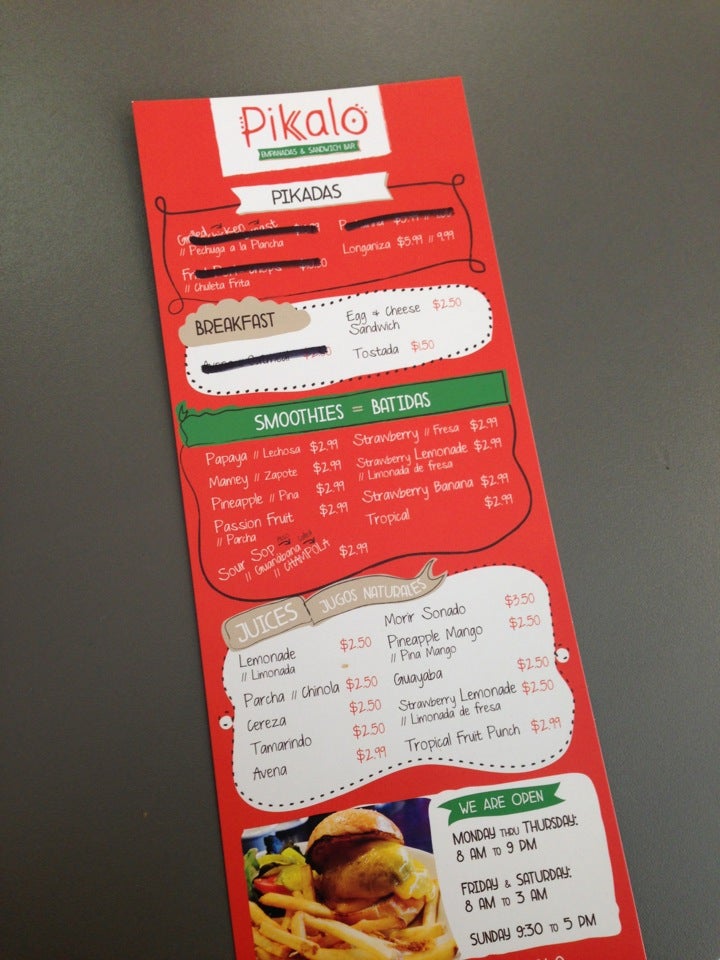 Pikalo
EMPANADAS & SANDWICH BAR
PIKADAS
// Pechuga a la Plancha
// Chuleta Frita
Longaniza $5.99 // 9.99
BREAKFAST
Egg & Cheese $2.50
Sandwich
Tostada $1.50
SMOOTHIES = BATIDAS
Papaya // Lechosa $2.99
Mamey // Zapote $2.99
Pineapple // Pina $2.99
Passion Fruit $2.99
// Parcha
Sour Sop
// Guanabana
// CHAMPOLA $2.99
Strawberry // Fresa $2.99
Strawberry Lemonade $2.99
// Limonada de fresa
Strawberry Banana $2.99
Tropical $2.99
JUICES JUGOS NATURALES
Lemonade $2.50
// Limonada
Parcha // Chinola $2.50
Cereza $2.50
Tamarindo $2.50
Avena $2.99
Morir Sonado $3.50
Pineapple Mango $2.50
// Pina Mango
Guayaba $2.50
Strawberry Lemonade $2.50
// Limonada de fresa
Tropical Fruit Punch $2.99
WE ARE OPEN
MONDAY THRU THURSDAY:
8 AM TO 9 PM
FRIDAY & SATURDAY:
8 AM TO 3 AM
SUNDAY 9:30 TO 5 PM